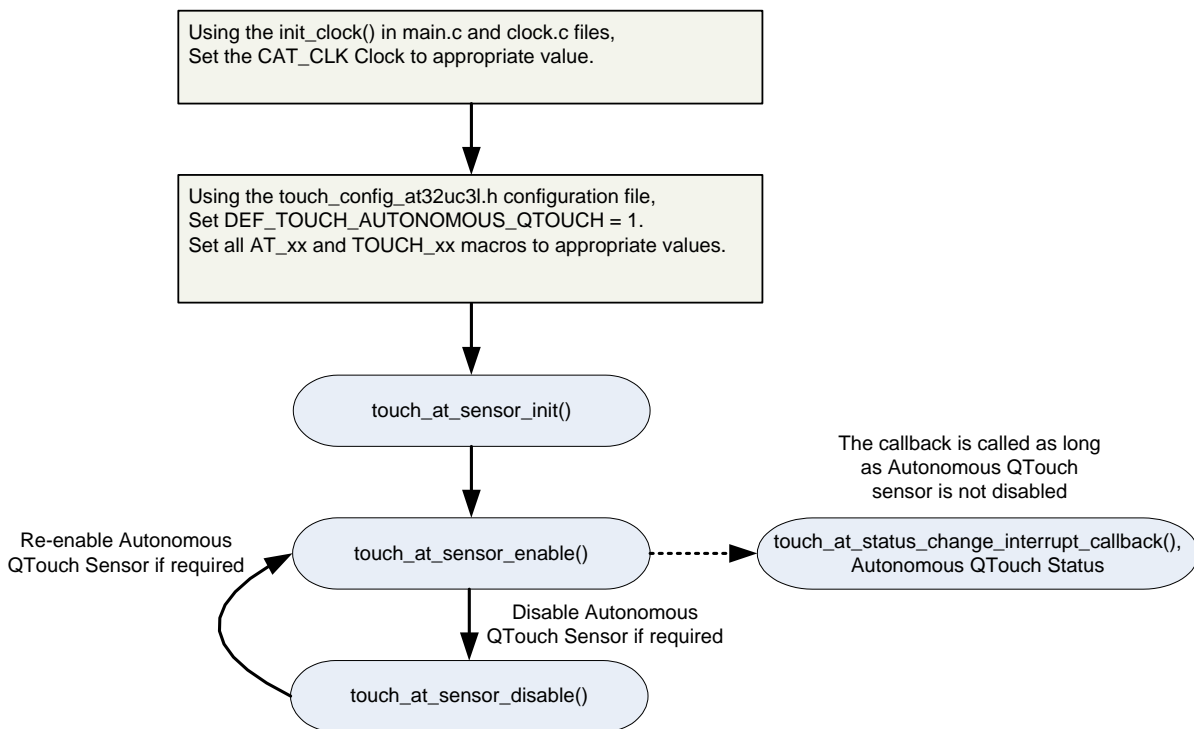 Using the init_clock() in main.c and clock.c files,
Set the CAT_CLK Clock to appropriate value.
Using the touch_config_at32uc3l.h configuration file,
Set DEF_TOUCH_AUTONOMOUS_QTOUCH = 1.
Set all AT_xx and TOUCH_xx macros to appropriate values.
touch_at_sensor_init()
The callback is called as long
as Autonomous QTouch
sensor is not disabled
Re-enable Autonomous
QTouch Sensor if required
touch_at_sensor_enable()
touch_at_status_change_interrupt_callback(),
Autonomous QTouch Status
Disable Autonomous
QTouch Sensor if required
touch_at_sensor_disable()